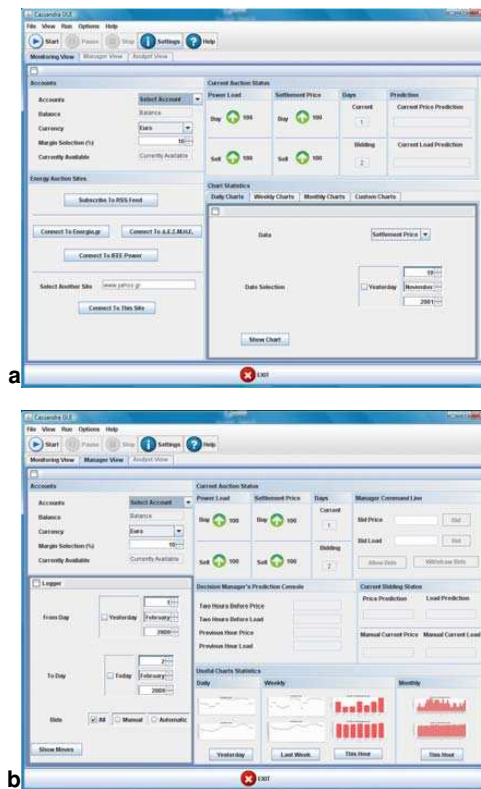 a
Cassandra GUI
File View Run Options Help
Start Pause Stop Settings Help
Monitoring View Manager View Analyst View
Accounts
Accounts Select Account
Balance Balance
Currency Euro
Margin Selection (%) 10
Currently Available Currently Available
Energy Auction Sites
Subscribe To RSS Feed
Connect To Energia.gr Connect To Δ.Ε.Σ.Μ.Η.Ε.
Connect To IEEE Power
Select Another Site www.yahoo.gr
Connect To This Site
Current Auction Status
Power Load Settlement Price Days Prediction
Buy 100 Buy 100 Current 1 Current Price Prediction
Sell 100 Sell 100 Bidding 2 Current Load Prediction
Chart Statistics
Daily Charts Weekly Charts Monthly Charts Custom Charts
Data Settlement Price
Date Selection Yesterday 10 November 2001
Show Chart
EXIT
b
Cassandra GUI
File View Run Options Help
Start Pause Stop Settings Help
Monitoring View Manager View Analyst View
Accounts
Accounts Select Account
Balance Balance
Currency Euro
Margin Selection (%) 10
Currently Available Currently Available
Logger
From Day Yesterday 1 February 2000
To Day Today 2 February 2000
Bids All Manual Automatic
Show Moves
Current Auction Status
Power Load Settlement Price Days Manager Command Line
Buy 100 Buy 100 Current 1 Bid Price Bid
Bid Load Bid
Sell 100 Sell 100 Bidding 2 Allow Bids Withdraw Bids
Decision Manager's Prediction Console
Two Hours Before Price
Two Hours Before Load
Previous Hour Price
Previous Hour Load
Current Bidding Status
Price Prediction Load Prediction
Manual Current Price Manual Current Load
Useful Charts Statistics
Daily Weekly Monthly
Yesterday Last Week This Hour This Hour
EXIT